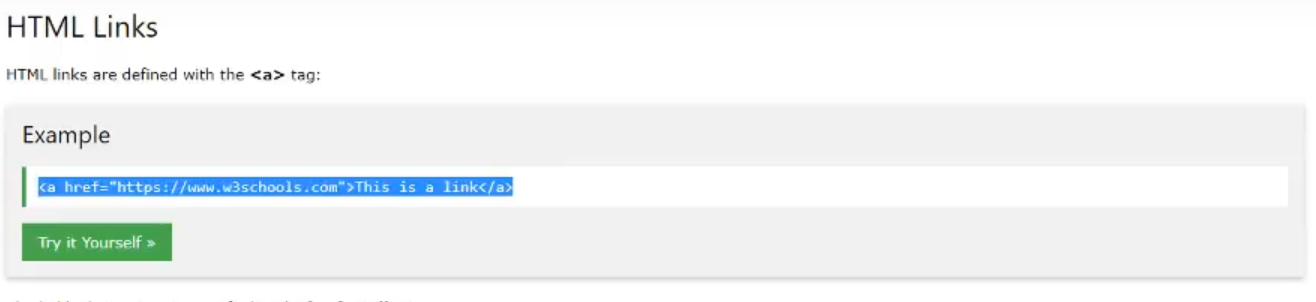 HTML Links
HTML links are defined with the <a> tag:
Example
<a href="https://www.w3schools.com">This is a link</a>
Try it Yourself »